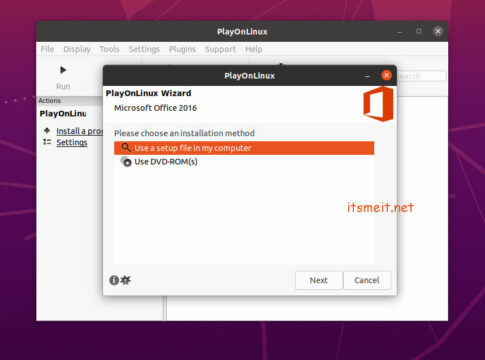 PlayOnLinux
File Display Tools Settings Plugins Support Help
Run
PlayOnLinux
Actions
PlayOnLinux Wizard
Microsoft Office 2016
PlayOnLinu
Install a pro
Settings
Please choose an installation method
Use a setup file in my computer
Use DVD-ROM(s)
itsmeit.net
Next
Cancel